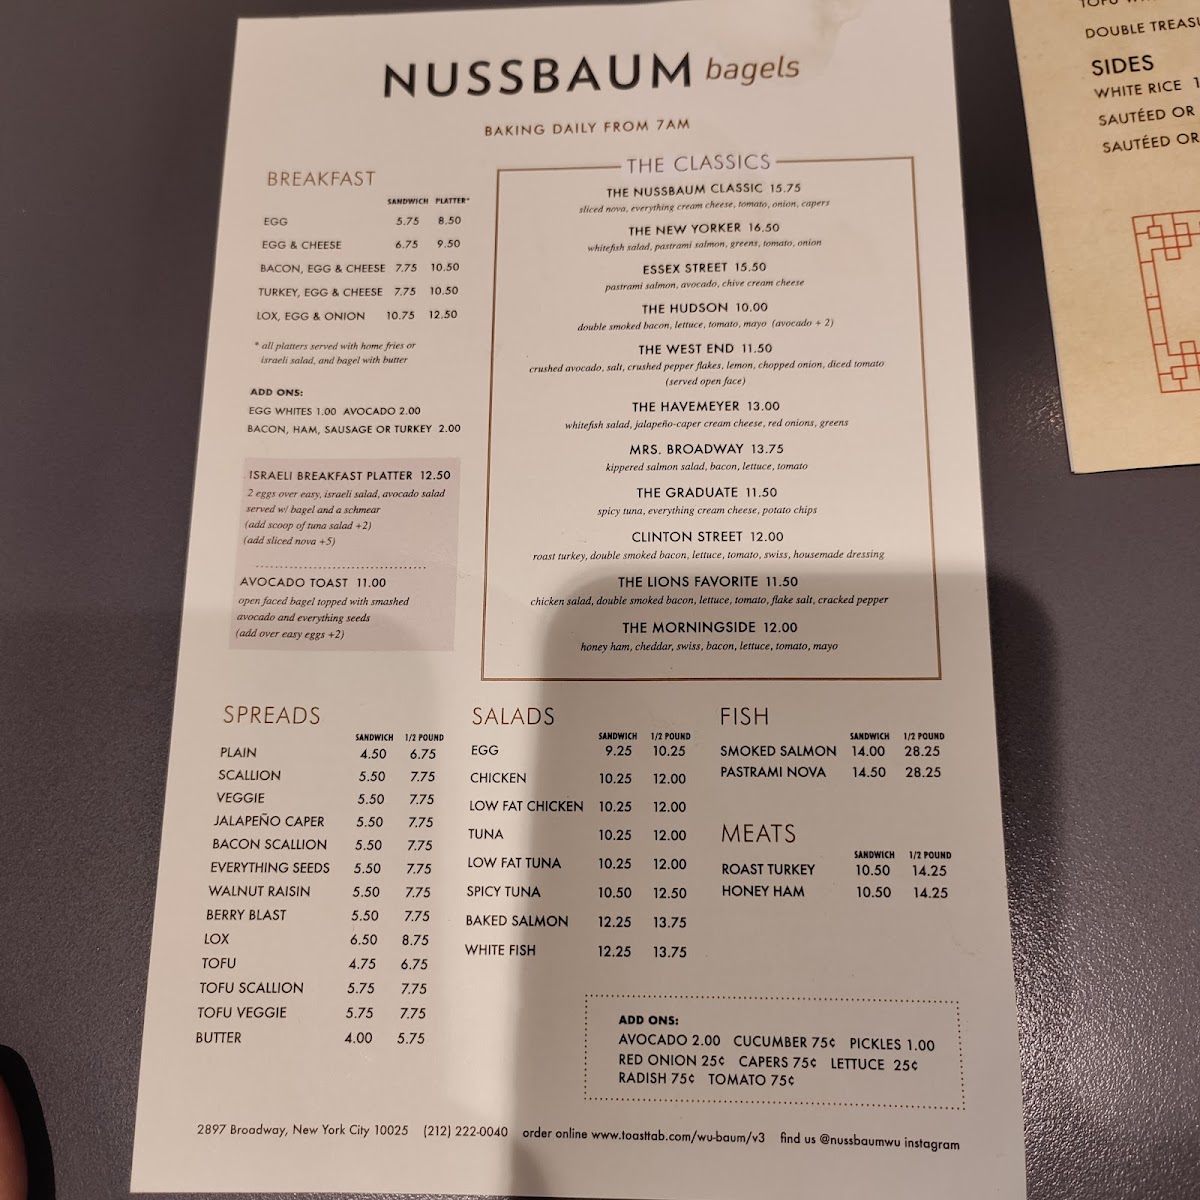 NUSSBAUM bagels
BAKING DAILY FROM 7AM
BREAKFAST
SANDWICH PLATTER*
EGG 5.75 8.50
EGG & CHEESE 6.75 9.50
BACON, EGG & CHEESE 7.75 10.50
TURKEY, EGG & CHEESE 7.75 10.50
LOX, EGG & ONION 10.75 12.50
* all platters served with home fries or
israeli salad, and bagel with butter
ADD ONS:
EGG WHITES 1.00 AVOCADO 2.00
BACON, HAM, SAUSAGE OR TURKEY 2.00
ISRAELI BREAKFAST PLATTER 12.50
2 eggs over easy, israeli salad, avocado salad
served w/ bagel and a schmear
(add scoop of tuna salad +2)
(add sliced nova +5)
AVOCADO TOAST 11.00
open faced bagel topped with smashed
avocado and everything seeds
(add over easy eggs +2)
THE CLASSICS
THE NUSSBAUM CLASSIC 15.75
sliced nova, everything cream cheese, tomato, onion, capers
THE NEW YORKER 16.50
whitefish salad, pastrami salmon, greens, tomato, onion
ESSEX STREET 15.50
pastrami salmon, avocado, chive cream cheese
THE HUDSON 10.00
double smoked bacon, lettuce, tomato, mayo (avocado + 2)
THE WEST END 11.50
crushed avocado, salt, crushed pepper flakes, lemon, chopped onion, diced tomato
(served open face)
THE HAVEMEYER 13.00
whitefish salad, jalapeño-caper cream cheese, red onions, greens
MRS. BROADWAY 13.75
kippered salmon salad, bacon, lettuce, tomato
THE GRADUATE 11.50
spicy tuna, everything cream cheese, potato chips
CLINTON STREET 12.00
roast turkey, double smoked bacon, lettuce, tomato, swiss, housemade dressing
THE LIONS FAVORITE 11.50
chicken salad, double smoked bacon, lettuce, tomato, flake salt, cracked pepper
THE MORNINGSIDE 12.00
honey ham, cheddar, swiss, bacon, lettuce, tomato, mayo
SPREADS
SANDWICH 1/2 POUND
PLAIN 4.50 6.75
SCALLION 5.50 7.75
VEGGIE 5.50 7.75
JALAPEÑO CAPER 5.50 7.75
BACON SCALLION 5.50 7.75
EVERYTHING SEEDS 5.50 7.75
WALNUT RAISIN 5.50 7.75
BERRY BLAST 5.50 7.75
LOX 6.50 8.75
TOFU 4.75 6.75
TOFU SCALLION 5.75 7.75
TOFU VEGGIE 5.75 7.75
BUTTER 4.00 5.75
SALADS
SANDWICH 1/2 POUND
EGG 9.25 10.25
CHICKEN 10.25 12.00
LOW FAT CHICKEN 10.25 12.00
TUNA 10.25 12.00
LOW FAT TUNA 10.25 12.00
SPICY TUNA 10.50 12.50
BAKED SALMON 12.25 13.75
WHITE FISH 12.25 13.75
FISH
SANDWICH 1/2 POUND
SMOKED SALMON 14.00 28.25
PASTRAMI NOVA 14.50 28.25
MEATS
SANDWICH 1/2 POUND
ROAST TURKEY 10.50 14.25
HONEY HAM 10.50 14.25
ADD ONS:
AVOCADO 2.00 CUCUMBER 75¢ PICKLES 1.00
RED ONION 25¢ CAPERS 75¢ LETTUCE 25¢
RADISH 75¢ TOMATO 75¢
2897 Broadway, New York City 10025 (212) 222-0040 order online www.toasttab.com/wu-baum/v3 find us @nussbaumwu instagram
DOUBLE
SIDES
WHITE RICE
SAUTÉED OR
SAUTÉED OR